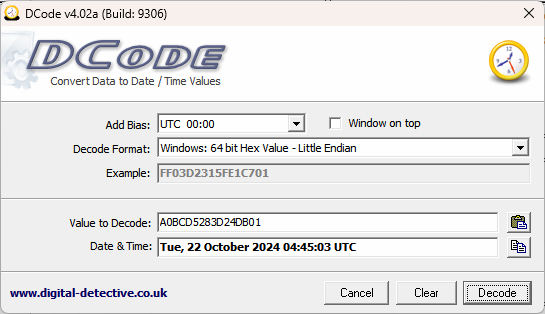 DCode v4.02a (Build: 9306)
DCODE
Convert Data to Date / Time Values
Add Bias: UTC 00:00 Window on top
Decode Format: Windows: 64 bit Hex Value - Little Endian
Example: FF03D2315FE1C701
Value to Decode: A0BCD5283D24DB01
Date & Time: Tue, 22 October 2024 04:45:03 UTC
www.digital-detective.co.uk Cancel Clear Decode